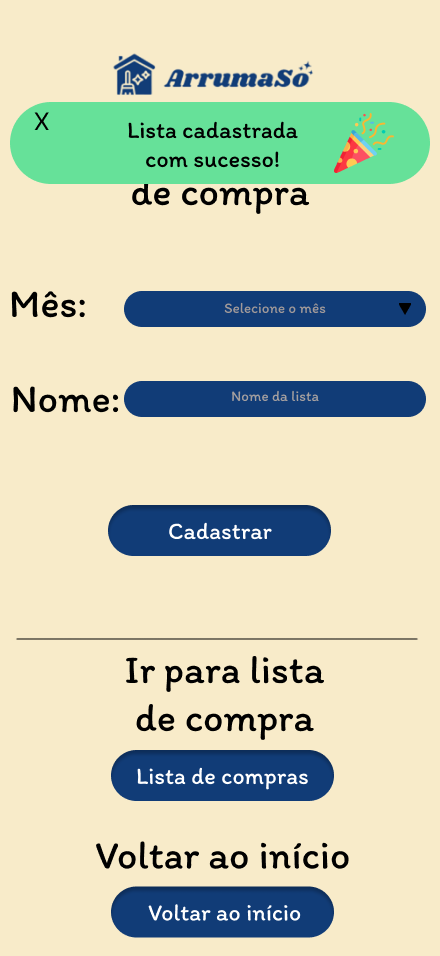 ArrumaSó
X
Lista cadastrada
com sucesso!
de compra
Mês:
Selecione o mês
Nome:
Nome da lista
Cadastrar
Ir para lista
de compra
Lista de compras
Voltar ao início
Voltar ao início